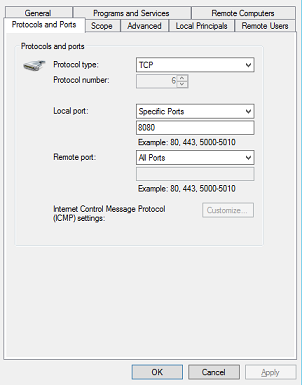 General Programs and Services Remote Computers
Protocols and Ports Scope Advanced Local Principals Remote Users
Protocols and ports
Protocol type: TCP
Protocol number: 6
Local port: Specific Ports
8080
Example: 80, 443, 5000-5010
Remote port: All Ports
Example: 80, 443, 5000-5010
Internet Control Message Protocol Customize...
(ICMP) settings:
OK Cancel Apply